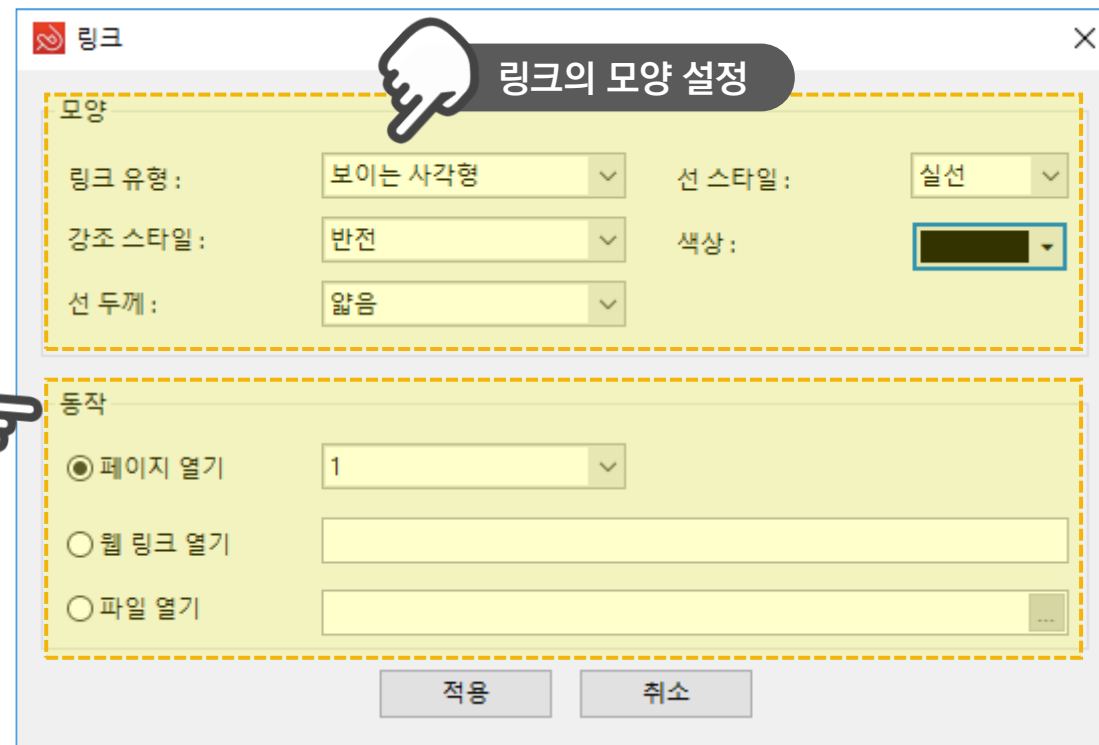 링크
링크의 모양 설정
모양
링크 유형 : 보이는 사각형 선 스타일 : 실선
강조 스타일 : 반전 색상 :
선 두께 : 얇음
동작
페이지 열기 1
웹 링크 열기
파일 열기 ...
적용 취소